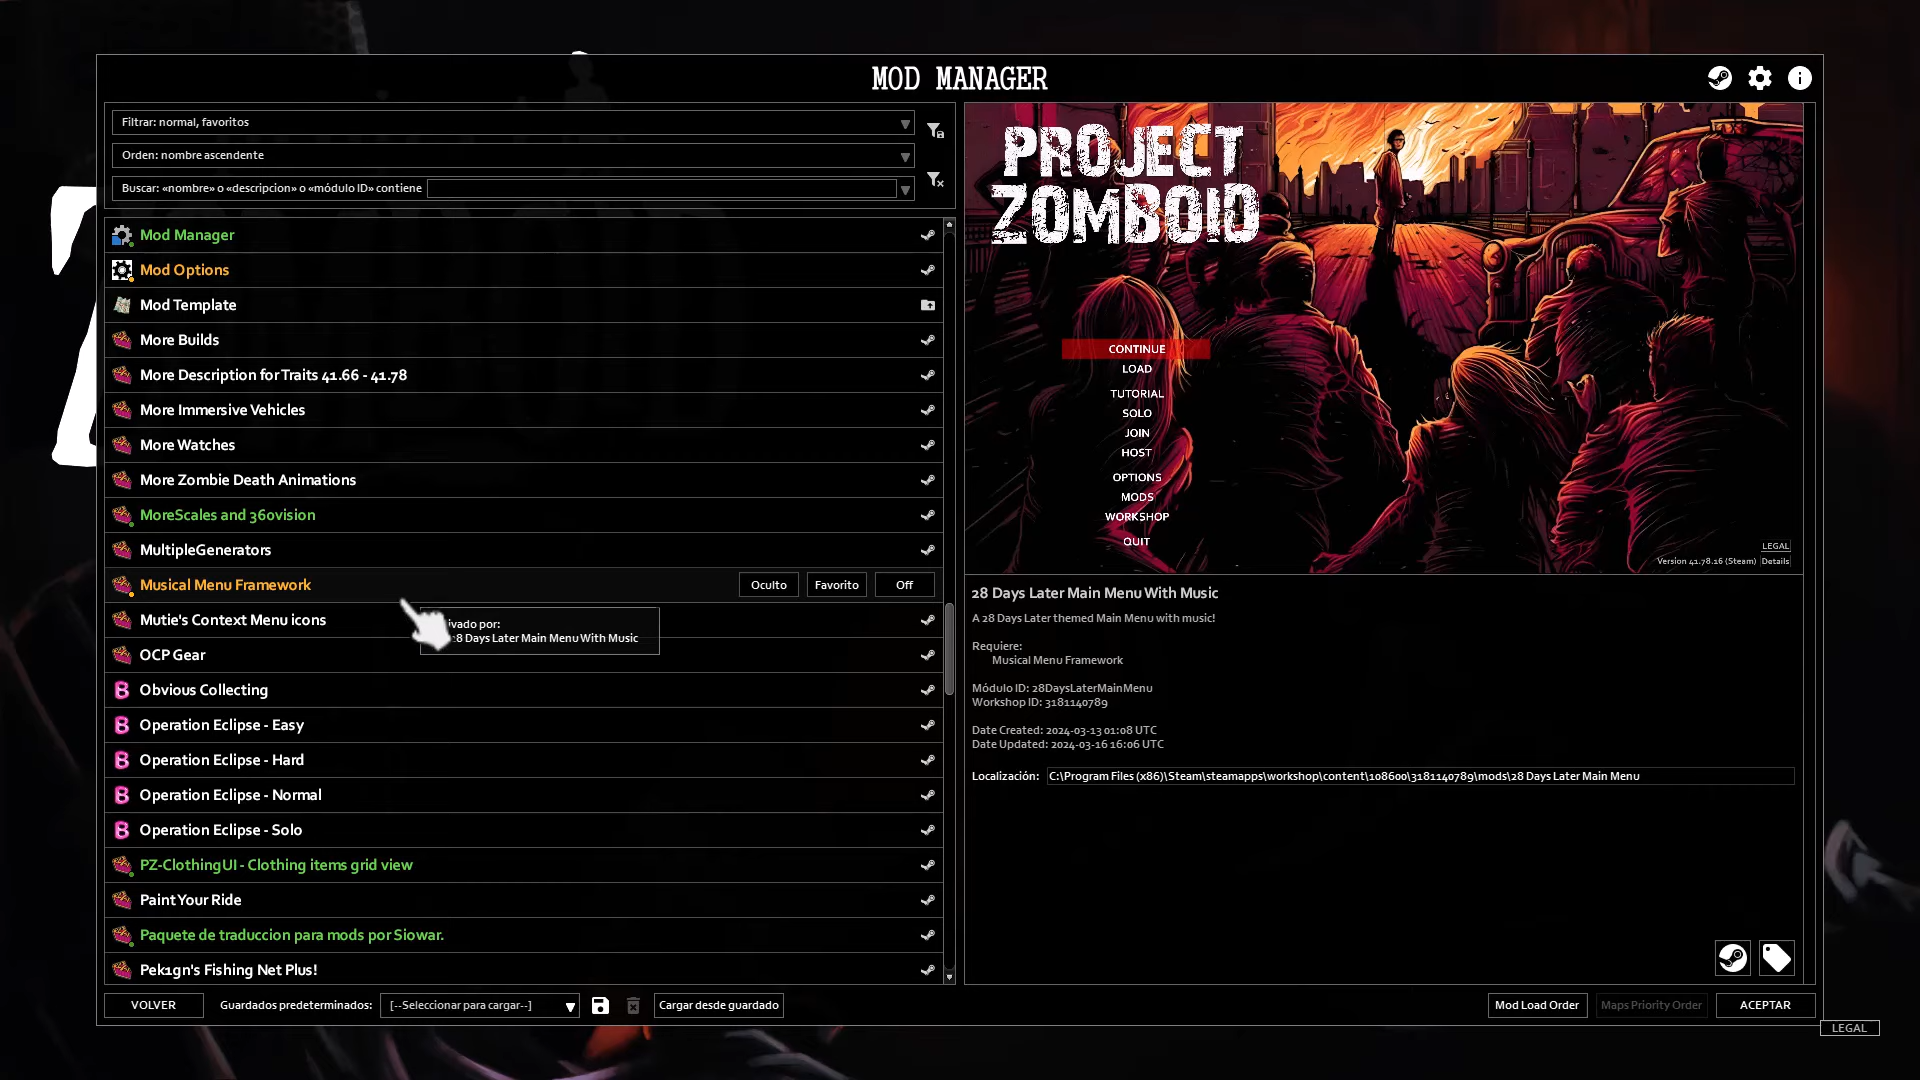 MOD MANAGER
Filtrar: normal, favoritos
Orden: nombre ascendente
Buscar: «nombre» o «descripcion» o «módulo ID» contiene
Mod Manager
Mod Options
Mod Template
More Builds
More Description for Traits 41.66 - 41.78
More Immersive Vehicles
More Watches
More Zombie Death Animations
MoreScales and 360vision
MultipleGenerators
Musical Menu Framework
Oculto
Favorito
Off
ivado por:
8 Days Later Main Menu With Music
Mutie's Context Menu icons
OCP Gear
Obvious Collecting
Operation Eclipse - Easy
Operation Eclipse - Hard
Operation Eclipse - Normal
Operation Eclipse - Solo
PZ-ClothingUI - Clothing items grid view
Paint Your Ride
Paquete de traduccion para mods por Siowar.
Pek1gn's Fishing Net Plus!
PROJECT
ZOMBOID
CONTINUE
LOAD
TUTORIAL
SOLO
JOIN
HOST
OPTIONS
MODS
WORKSHOP
QUIT
LEGAL
Version 41.78.16 (Steam) Details
28 Days Later Main Menu With Music
A 28 Days Later themed Main Menu with music!
Requiere:
Musical Menu Framework
Módulo ID: 28DaysLaterMainMenu
Workshop ID: 3181140789
Date Created: 2024-03-13 01:08 UTC
Date Updated: 2024-03-16 16:06 UTC
Localización: C:\Program Files (x86)\Steam\steamapps\workshop\content\108600\3181140789\mods\28 Days Later Main Menu
VOLVER
Guardados predeterminados:
[--Seleccionar para cargar--]
Cargar desde guardado
Mod Load Order
Maps Priority Order
ACEPTAR
LEGAL